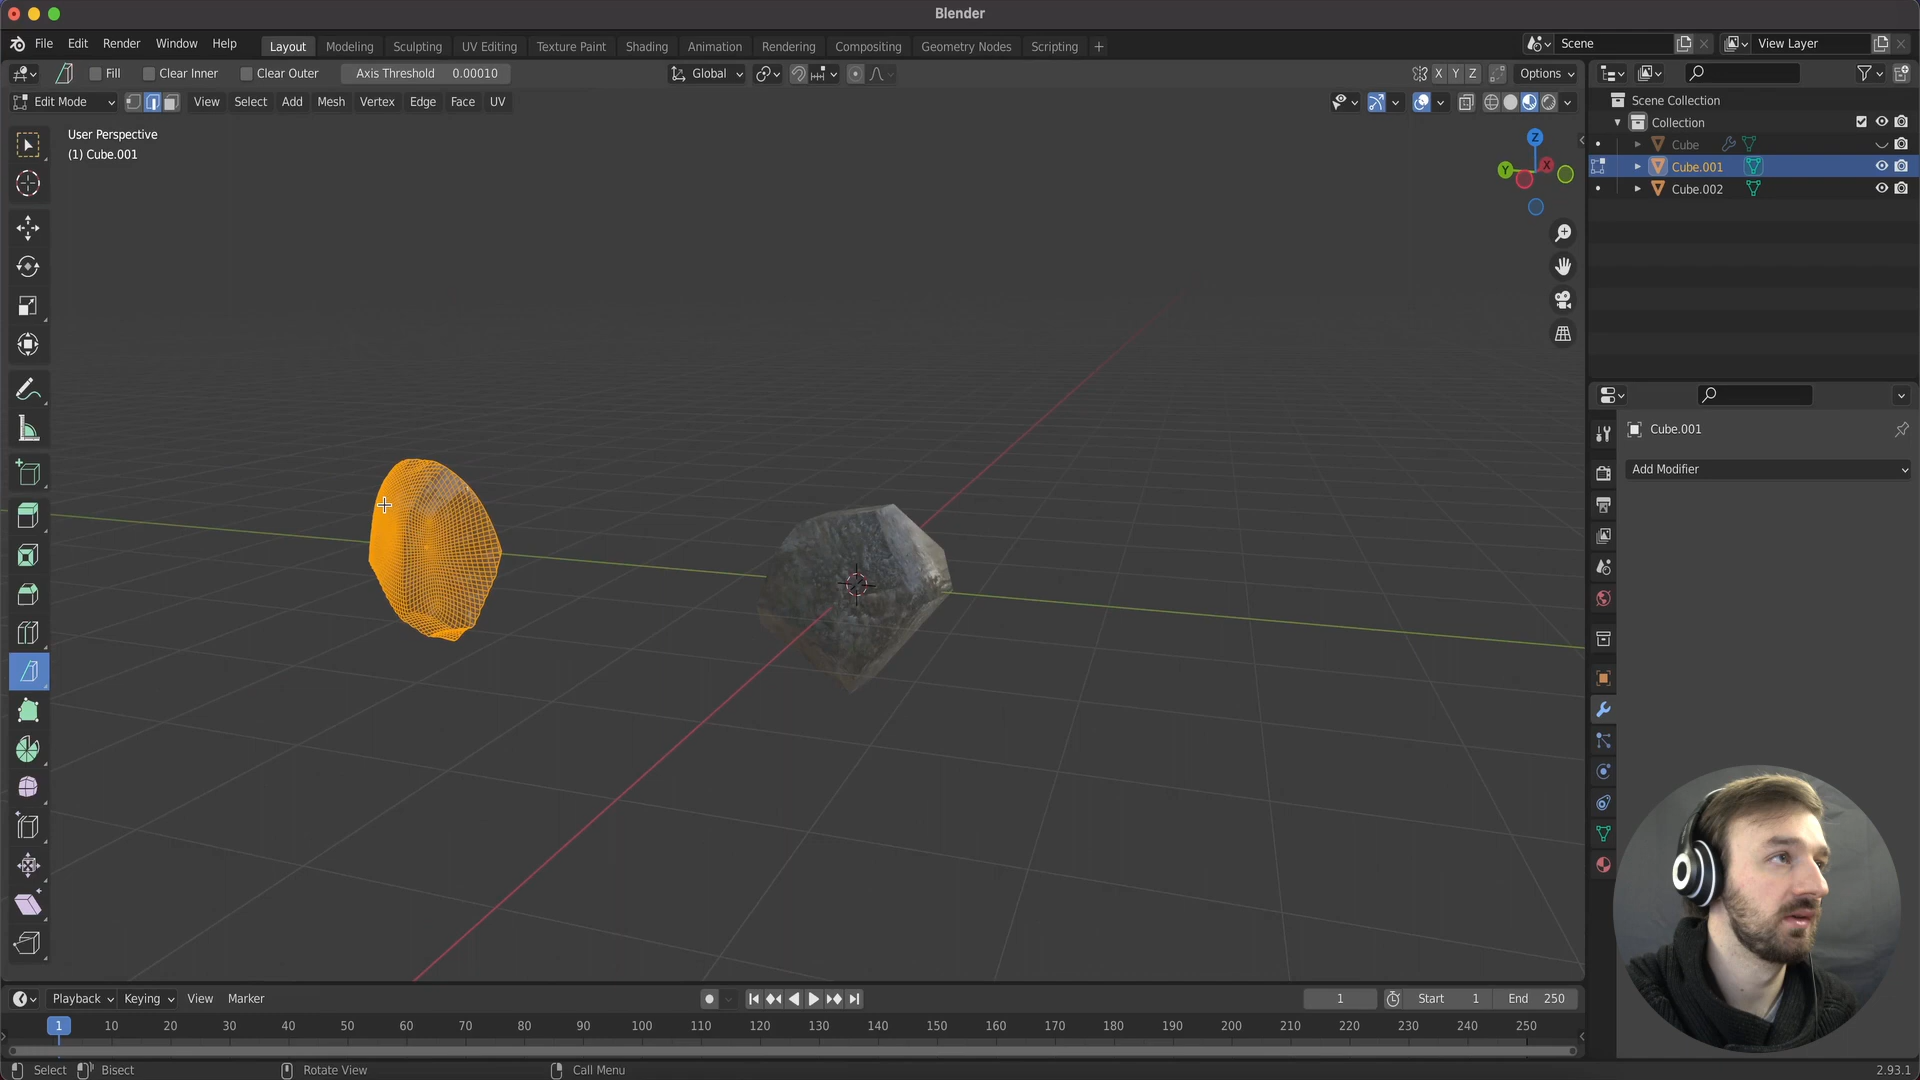 Blender
File Edit Render Window Help
Layout Modeling Sculpting UV Editing Texture Paint Shading Animation Rendering Compositing Geometry Nodes Scripting +
Scene
View Layer
Fill Clear Inner Clear Outer Axis Threshold 0.00010
Global
X Y Z Options
Edit Mode View Select Add Mesh Vertex Edge Face UV
User Perspective
(1) Cube.001
Z
Y
X
Scene Collection
Collection
Cube
Cube.001
Cube.002
Cube.001
Add Modifier
Playback Keying View Marker
1 Start 1 End 250
1 10 20 30 40 50 60 70 80 90 100 110 120 130 140 150 160 170 180 190 200 210 220 230 240 250
Select Bisect Rotate View Call Menu 2.93.1